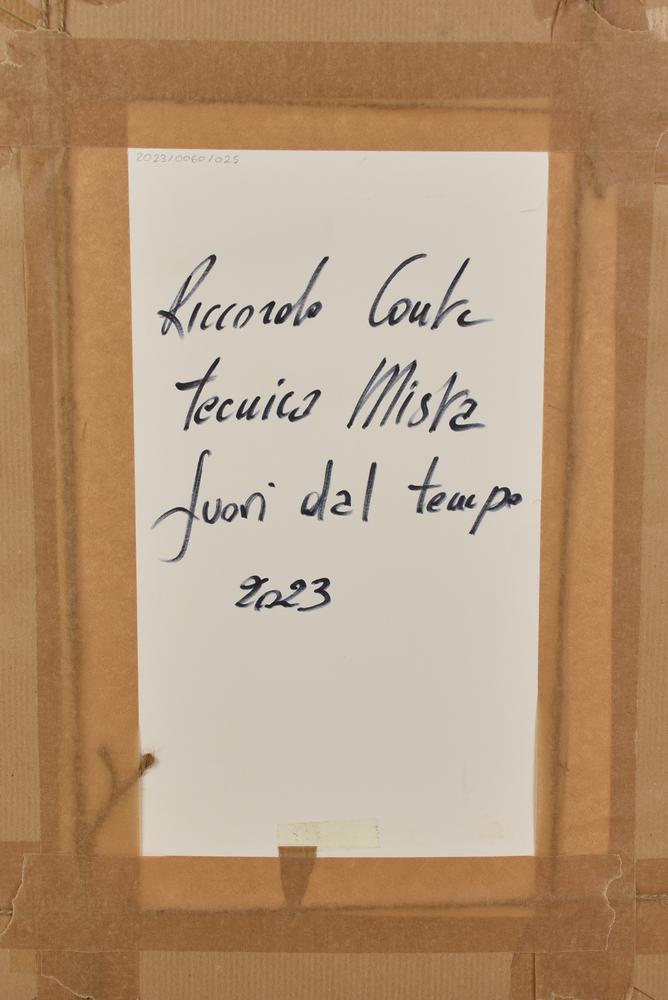 2023/0060/025
Riccardo Conte
tecnica Mista
fuori dal tempo
2023